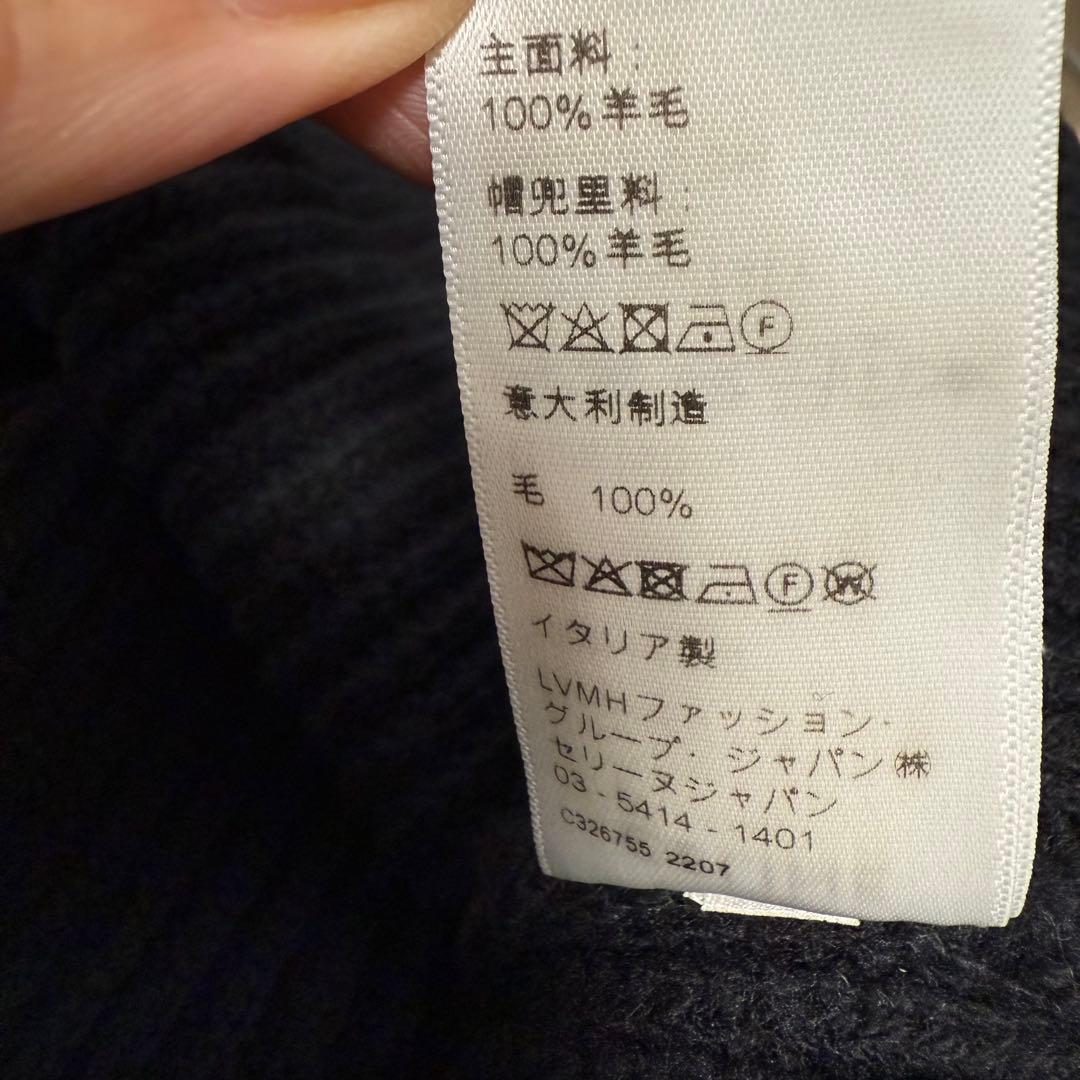 主面料：
100%羊毛
帽兜里料：
100%羊毛
F
意大利制造
毛 100%
F W
イタリア製
LVMHファッション・
グループ・ジャパン㈱
セリーヌジャパン
03-5414-1401
C326755 2207